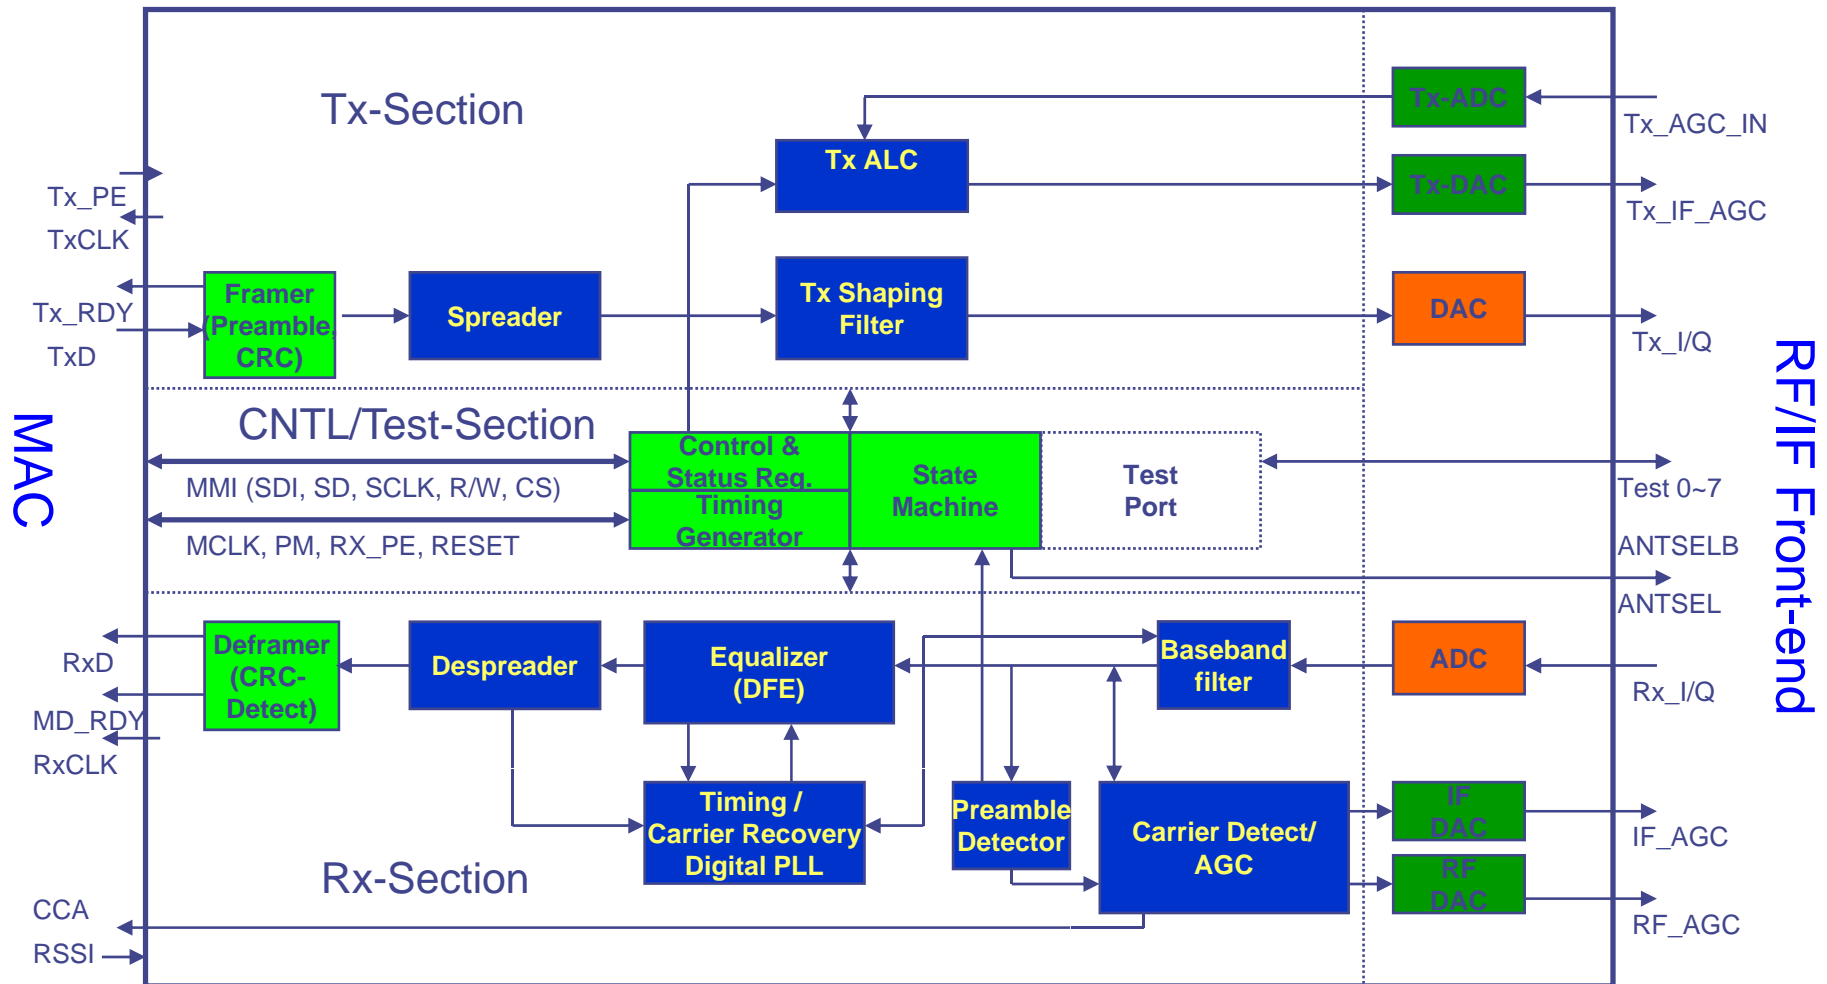 Tx-Section
Tx-ADC
Tx_AGC_IN
Tx ALC
Tx-DAC
Tx_IF_AGC
Tx_PE
TxCLK
Tx_RDY
TxD
Framer
(Preamble,
CRC)
Spreader
Tx Shaping
Filter
DAC
Tx_I/Q
MAC
RF/IF Front-end
CNTL/Test-Section
MMI (SDI, SD, SCLK, R/W, CS)
MCLK, PM, RX_PE, RESET
Control &
Status Reg.
Timing
Generator
State
Machine
Test
Port
Test 0~7
ANTSELB
ANTSEL
RxD
MD_RDY
RxCLK
Deframer
(CRC-
Detect)
Despreader
Equalizer
(DFE)
Baseband
filter
ADC
Rx_I/Q
Timing /
Carrier Recovery
Digital PLL
Preamble
Detector
Carrier Detect/
AGC
IF
DAC
IF_AGC
RF
DAC
RF_AGC
Rx-Section
CCA
RSSI